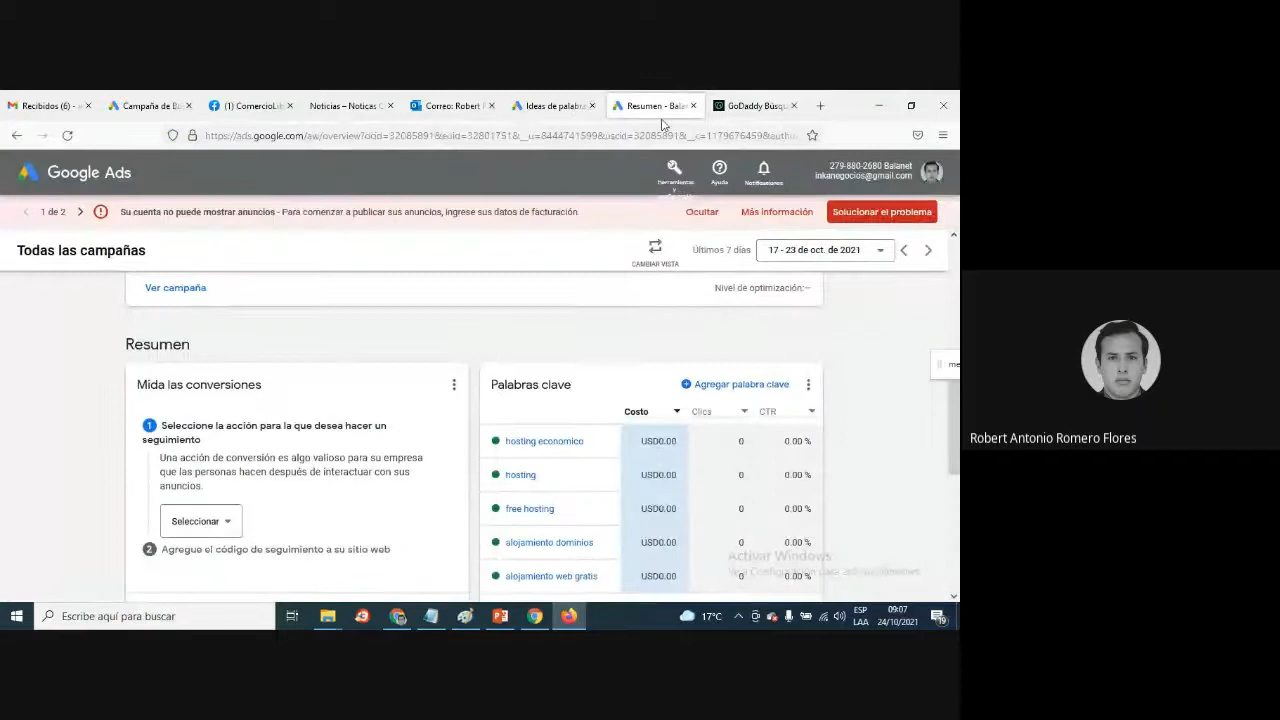 Recibidos (6) -
Campaña de Bú
(1) ComercioLib
Noticias – Noticas C
Correo: Robert R
Ideas de palabra
Resumen - Bala
GoDaddy Búsqu
Google Ads
Herramientas
y
Ayuda
Notificaciones
279-880-2680 Balanet
inkanegocios@gmail.com
1 de 2
Su cuenta no puede mostrar anuncios - Para comenzar a publicar sus anuncios, ingrese sus datos de facturación
Ocultar
Más información
Solucionar el problema
Todas las campañas
CAMBIAR VISTA
Últimos 7 días
17 - 23 de oct. de 2021
Ver campaña
Nivel de optimización:—
Resumen
Mida las conversiones
1 Seleccione la acción para la que desea hacer un
seguimiento
Una acción de conversión es algo valioso para su empresa
que las personas hacen después de interactuar con sus
anuncios.
Seleccionar
2 Agregue el código de seguimiento a su sitio web
Palabras clave
Agregar palabra clave
Costo Clics CTR
hosting economico USD0.00 0 0.00 %
hosting USD0.00 0 0.00 %
free hosting USD0.00 0 0.00 %
alojamiento dominios USD0.00 0 0.00 %
alojamiento web gratis USD0.00 0 0.00 %
me
Activar Windows
Escribe aquí para buscar
17°C
ESP
LAA
09:07
24/10/2021
19
Robert Antonio Romero Flores